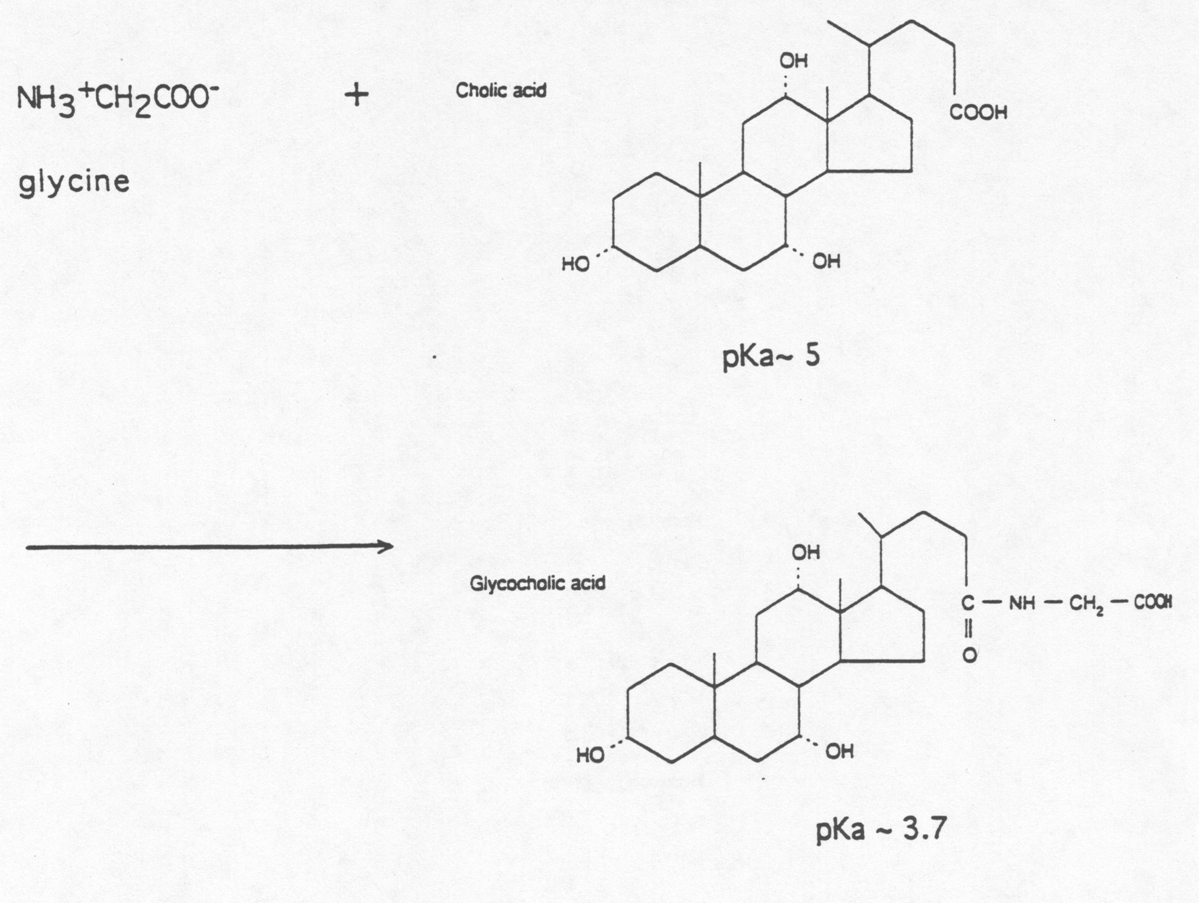 NH₃⁺CH₂COO⁻ + Cholic acid
glycine
OH
COOH
HO
OH
pKa~ 5
Glycocholic acid
OH
C — NH — CH₂ — COOH
O
HO
OH
pKa ~ 3.7